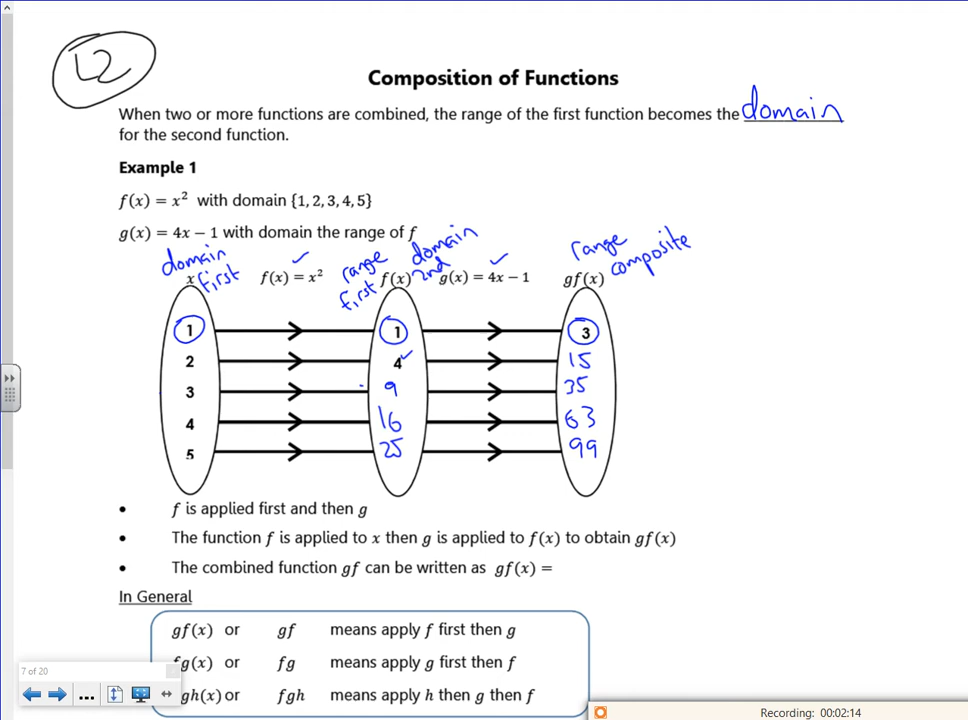 L2
Composition of Functions
When two or more functions are combined, the range of the first function becomes the domain
for the second function.
Example 1
f(x) = x² with domain {1, 2, 3, 4, 5}
g(x) = 4x − 1 with domain the range of f
domain first range first domain 2nd range composite
x f(x) = x² f(x) g(x) = 4x − 1 gf(x)
1 1 3
2 4 15
3 9 35
4 16 63
5 25 99
• f is applied first and then g
• The function f is applied to x then g is applied to f(x) to obtain gf(x)
• The combined function gf can be written as gf(x) =
In General
gf(x) or gf means apply f first then g
fg(x) or fg means apply g first then f
gh(x) or fgh means apply h then g then f
7 of 20
...
Recording: 00:02:14